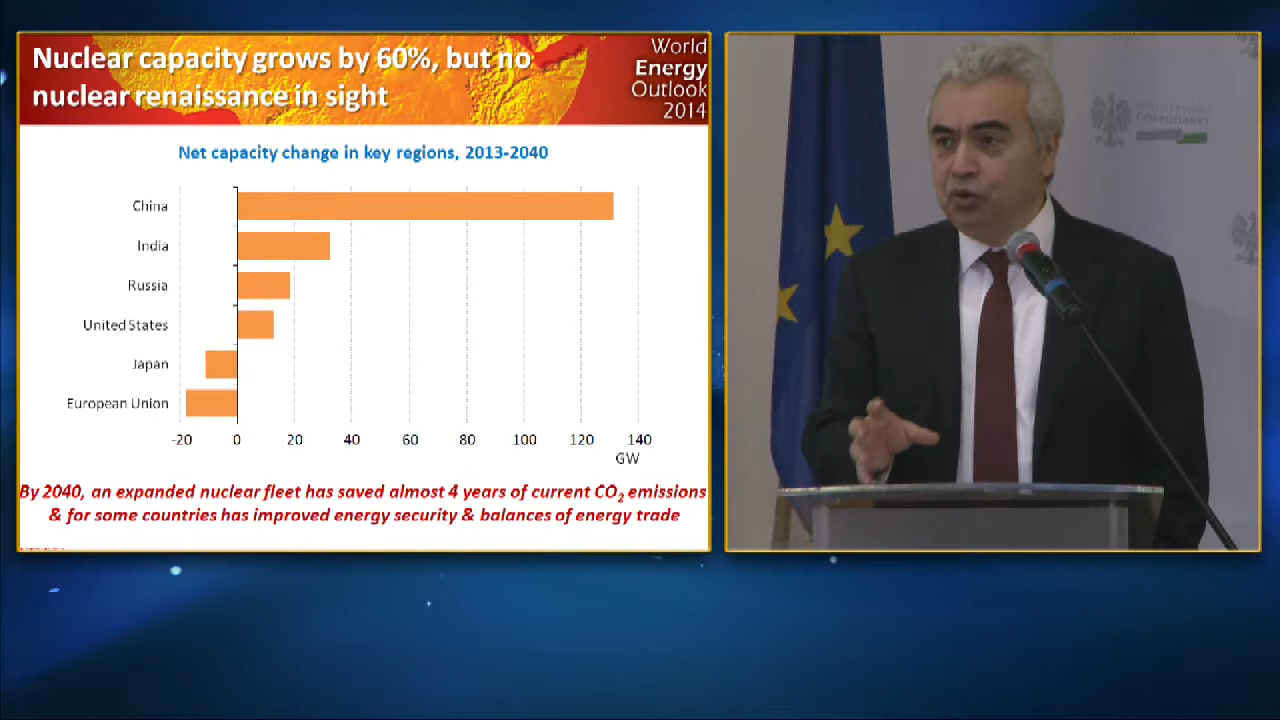 Nuclear capacity grows by 60%, but no
nuclear renaissance in sight
World
Energy
Outlook
2014
Net capacity change in key regions, 2013-2040
China
India
Russia
United States
Japan
European Union
-20 0 20 40 60 80 100 120 140
GW
By 2040, an expanded nuclear fleet has saved almost 4 years of current CO₂ emissions
& for some countries has improved energy security & balances of energy trade